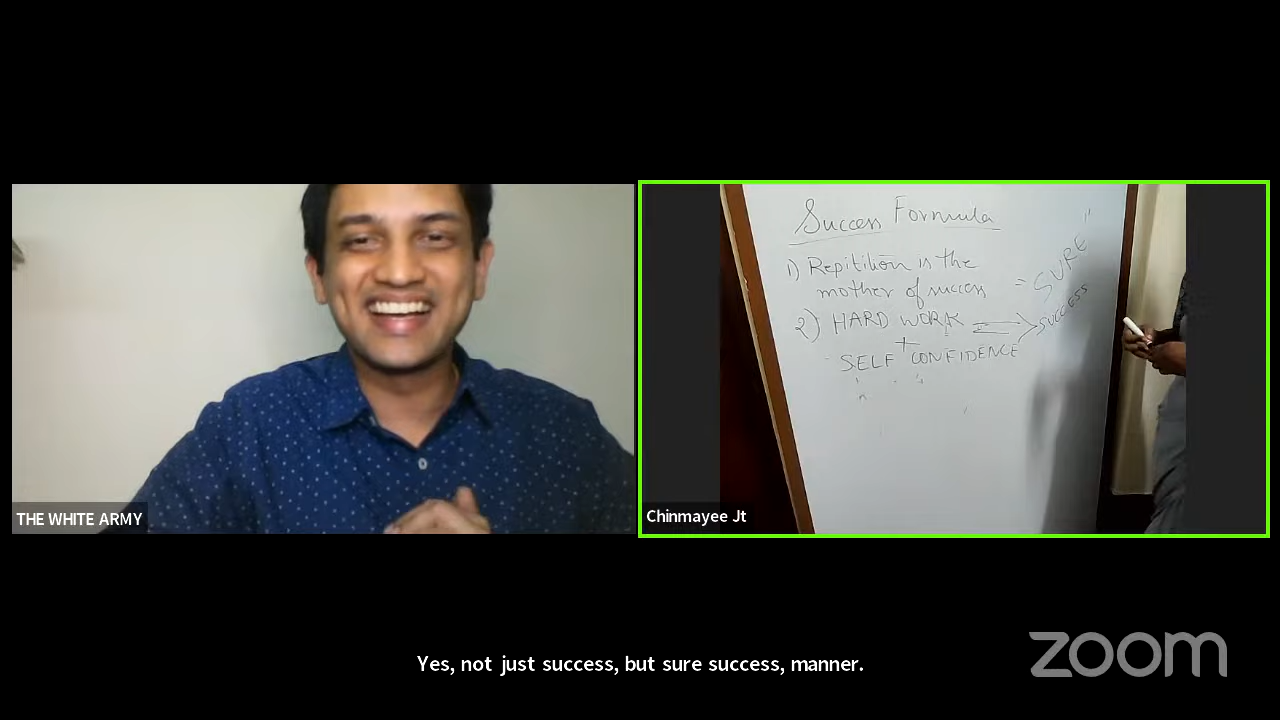 Success Formula
1) Repitition is the
mother of success
= SURE
2) HARD WORK
SUCCESS
+
SELF CONFIDENCE
THE WHITE ARMY
Chinmayee Jt
Yes, not just success, but sure success, manner.
zoom